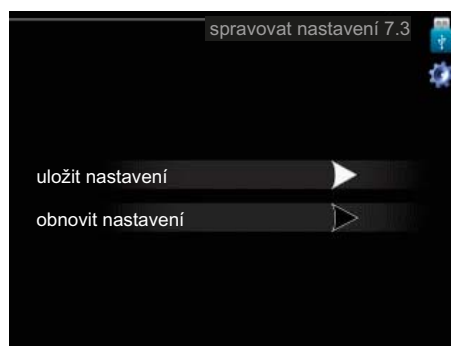 spravovat nastavení 7.3
uložit nastavení
obnovit nastavení